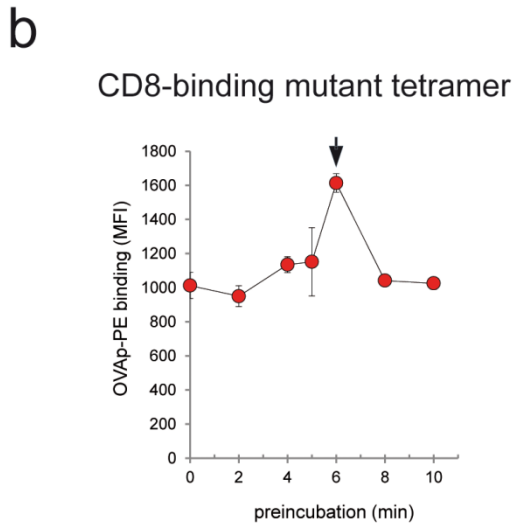 b
CD8-binding mutant tetramer
OVAp-PE binding (MFI)
1800
1600
1400
1200
1000
800
600
400
200
0
0 2 4 6 8 10
preincubation (min)